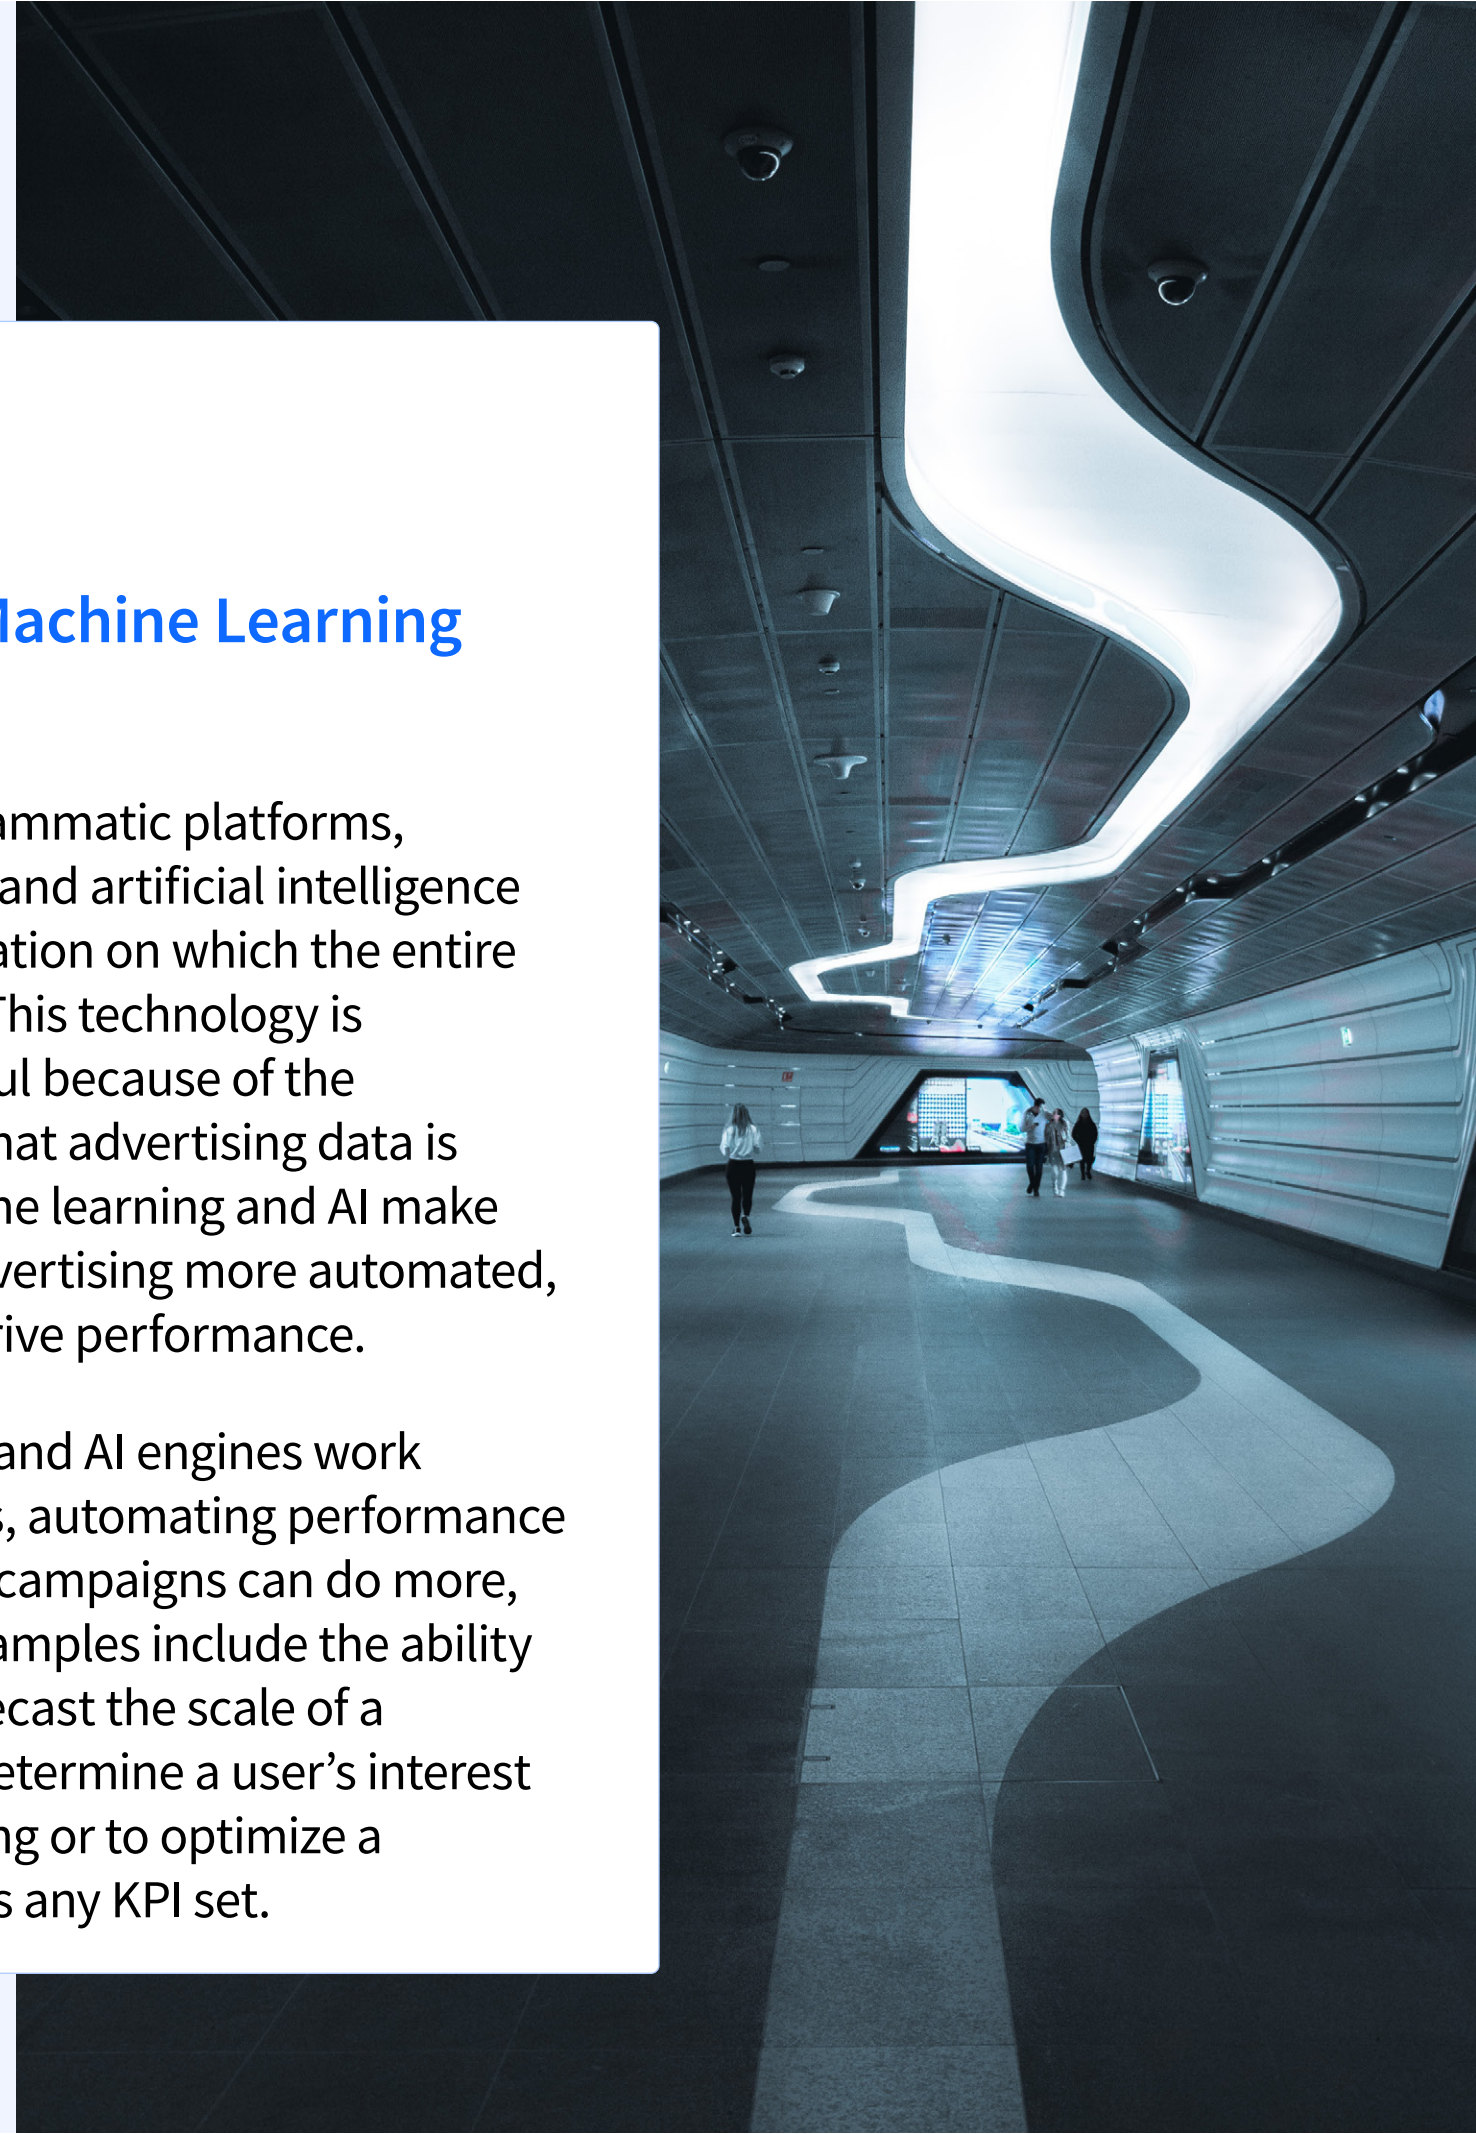 Machine Learning
ammatic platforms,
and artificial intelligence
ation on which the entire
This technology is
ul because of the
hat advertising data is
ne learning and AI make
vertising more automated,
rive performance.
and AI engines work
s, automating performance
campaigns can do more,
amples include the ability
ecast the scale of a
etermine a user’s interest
ng or to optimize a
s any KPI set.